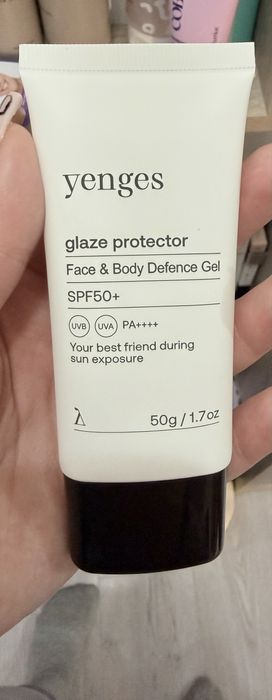 yenges
glaze protector
Face & Body Defence Gel
SPF50+
UVB UVA PA++++
Your best friend during
sun exposure
λ 50g / 1.7oz